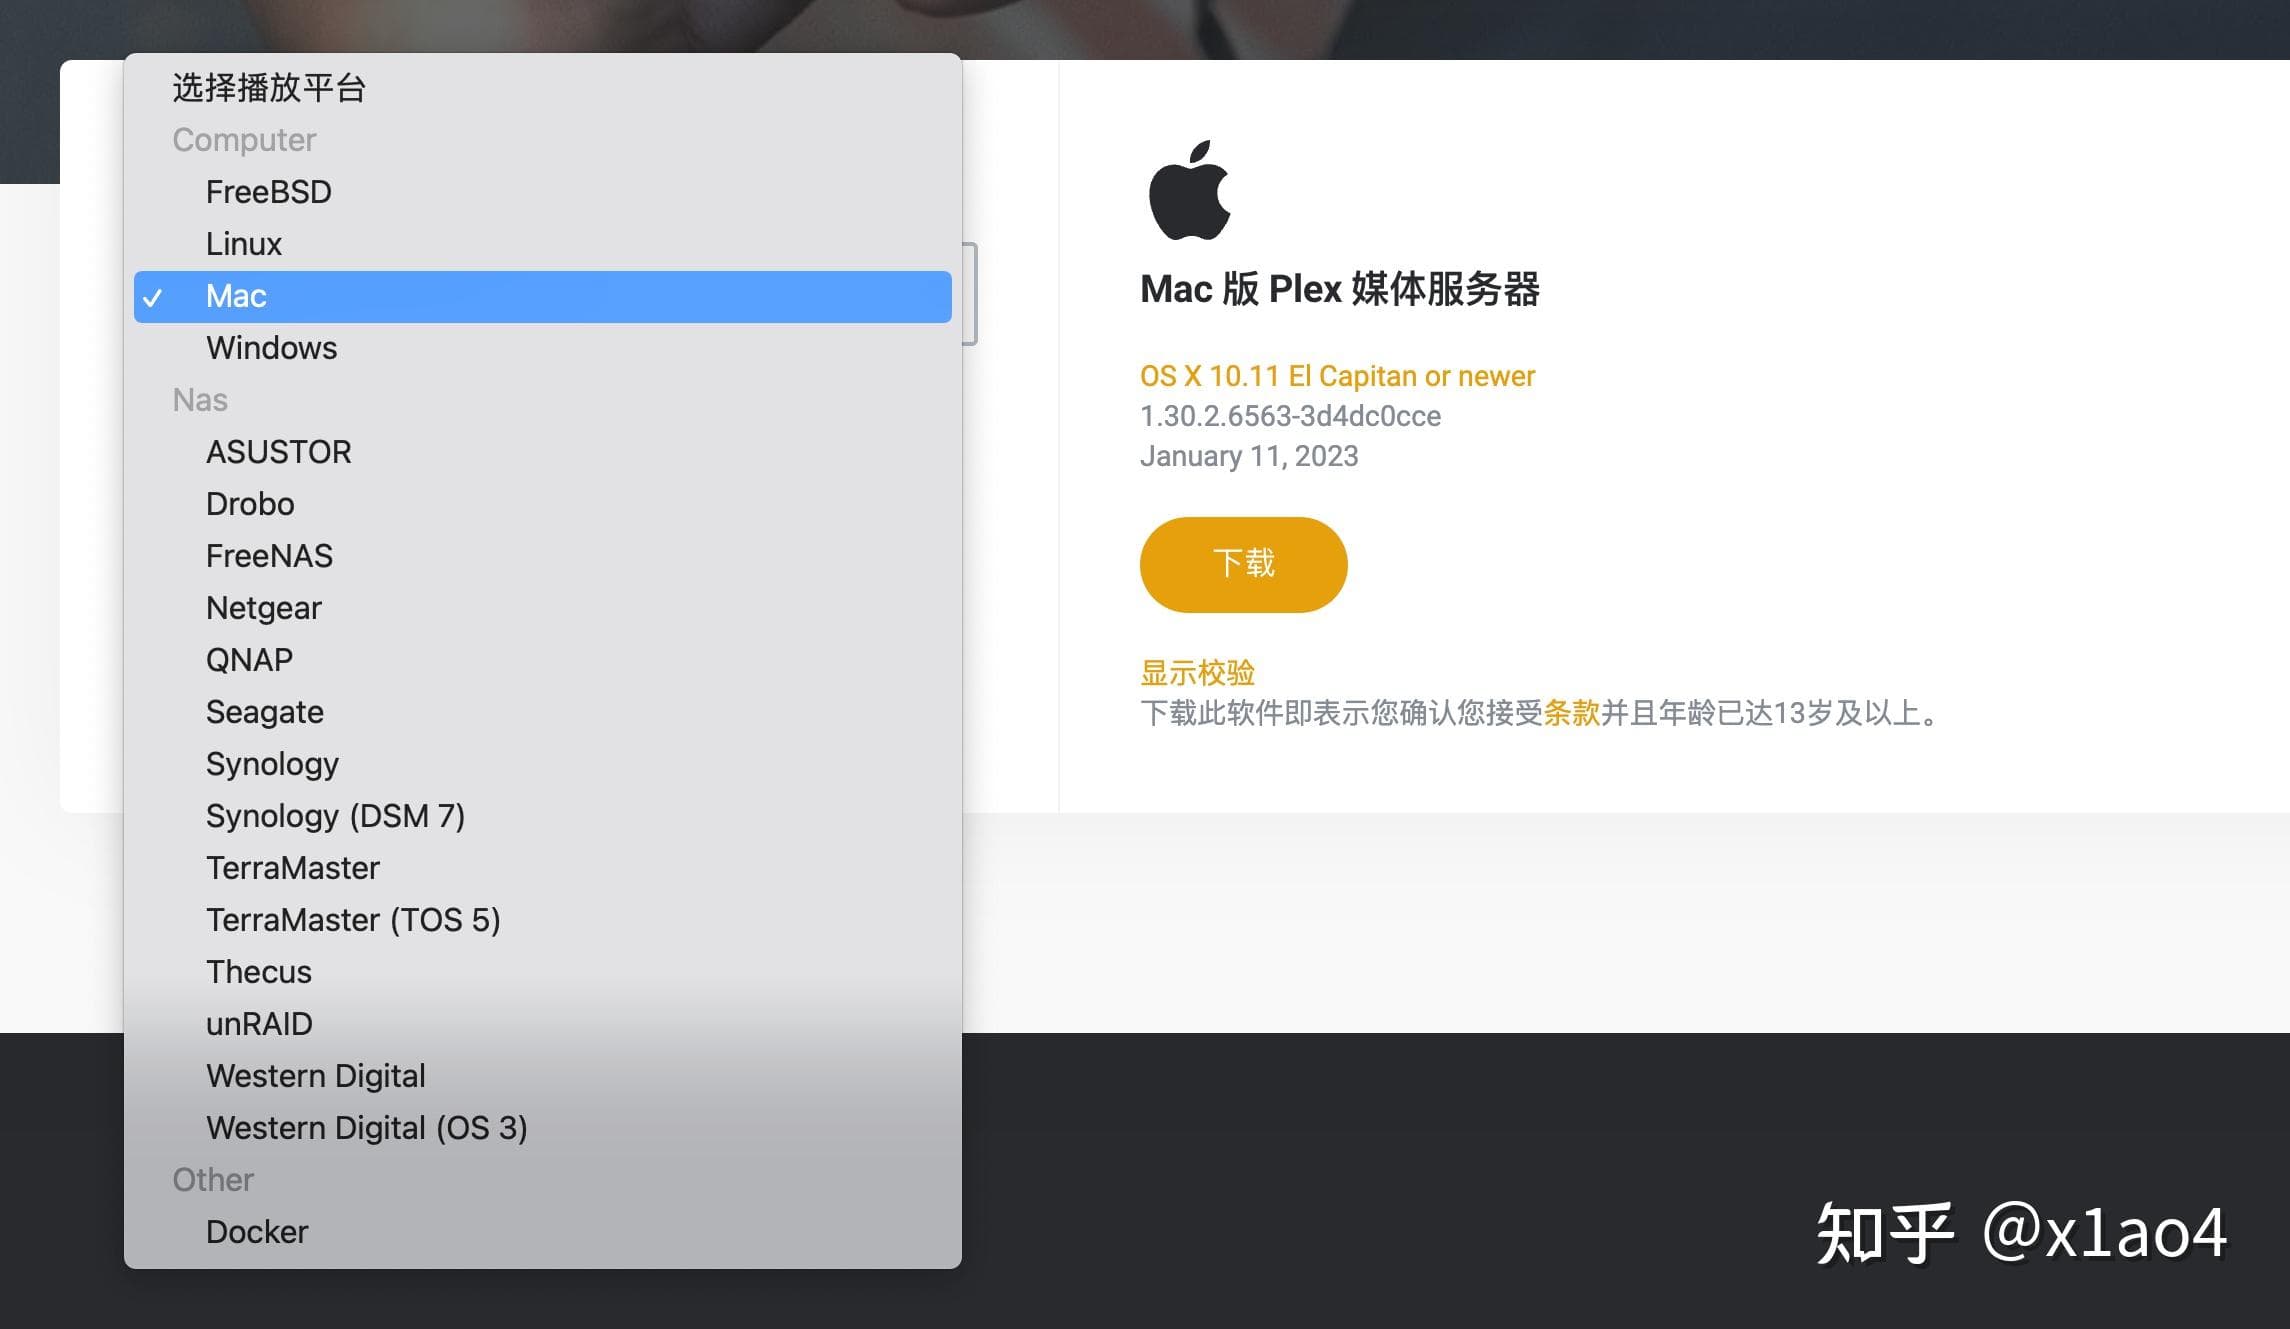 选择播放平台
Computer
FreeBSD
Linux
✓ Mac
Windows
Nas
ASUSTOR
Drobo
FreeNAS
Netgear
QNAP
Seagate
Synology
Synology (DSM 7)
TerraMaster
TerraMaster (TOS 5)
Thecus
unRAID
Western Digital
Western Digital (OS 3)
Other
Docker
Mac 版 Plex 媒体服务器
OS X 10.11 El Capitan or newer
1.30.2.6563-3d4dc0cce
January 11, 2023
下载
显示校验
下载此软件即表示您确认您接受条款并且年龄已达13岁及以上。
知乎 @x1ao4